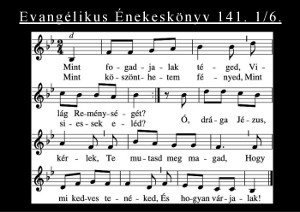 Evangélikus Énekeskönyv 141. 1/6.
d
Mint fo - gad - ja - lak té - ged, Vi -
Mint kö - szönt - he - tem fé - nyed, Mint
lág Re - mény - sé - gét?
si - es - sek e - léd? Ó, drá - ga Jé - zus,
kér - lek, Te mu - tasd meg ma - gad, Hogy
mi ked - ves te - né - ked, És ho - gyan vár - ja - lak!